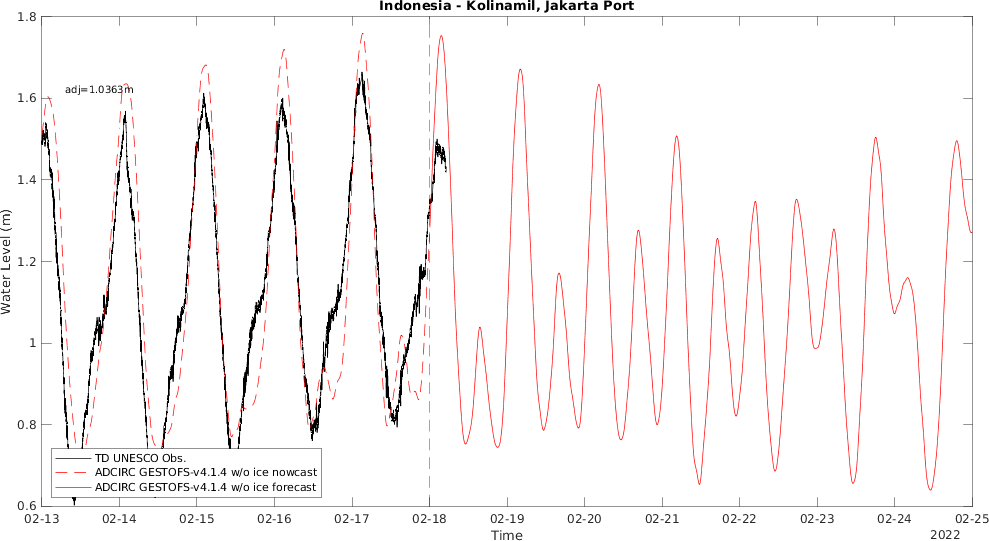 Indonesia - Kolinamil, Jakarta Port
1.8
1.6
1.4
1.2
1
0.8
0.6
Water Level (m)
adj=1.0363m
TD UNESCO Obs.
ADCIRC GESTOFS-v4.1.4 w/o ice nowcast
ADCIRC GESTOFS-v4.1.4 w/o ice forecast
02-13 02-14 02-15 02-16 02-17 02-18 02-19 02-20 02-21 02-22 02-23 02-24 02-25
Time
2022